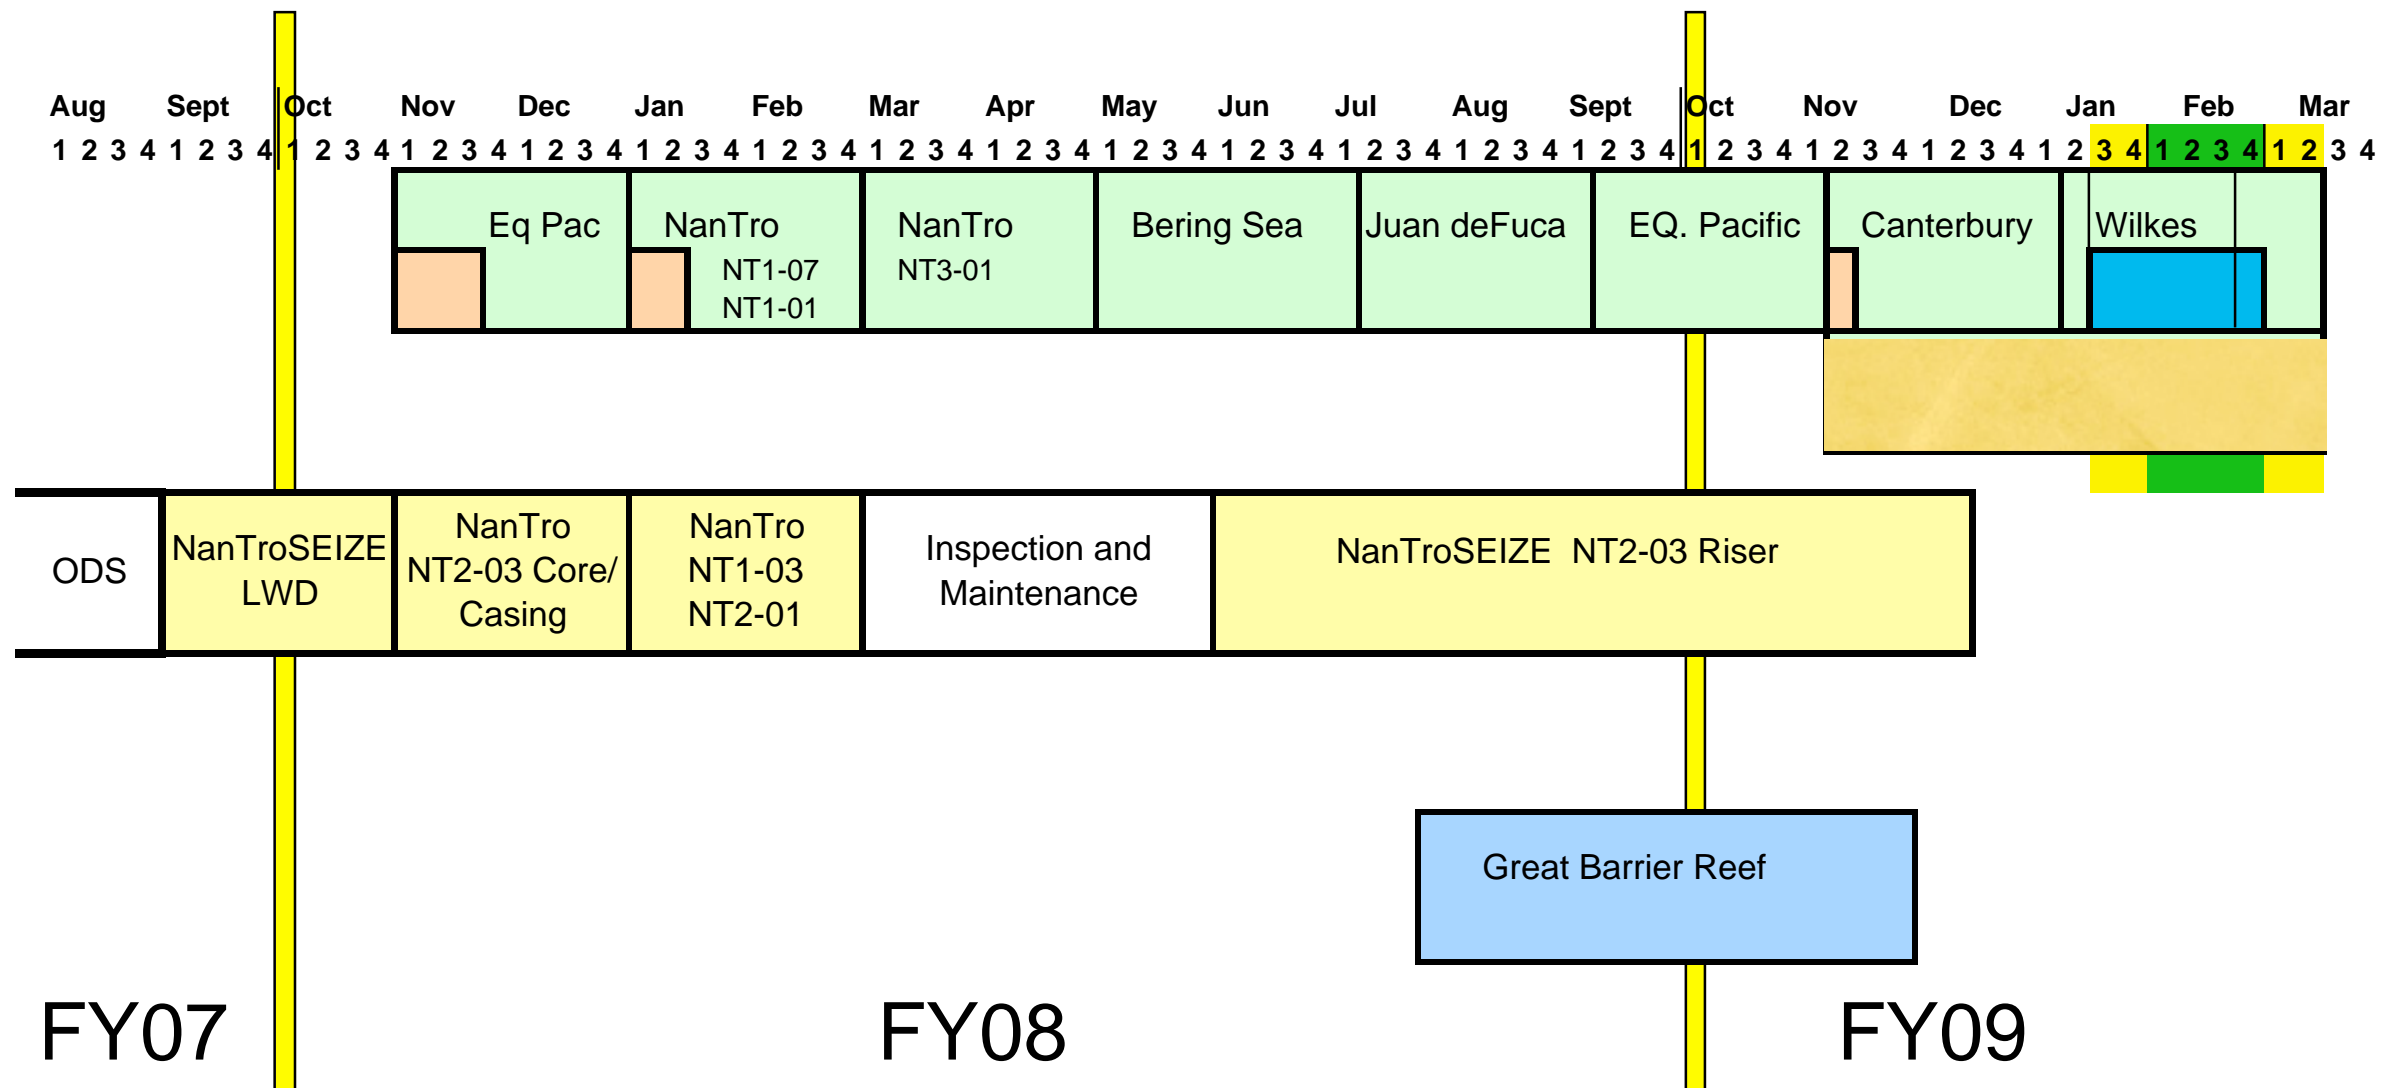 Aug Sept Oct Nov Dec Jan Feb Mar Apr May Jun Jul Aug Sept Oct Nov Dec Jan Feb Mar
1 2 3 4 1 2 3 4 1 2 3 4 1 2 3 4 1 2 3 4 1 2 3 4 1 2 3 4 1 2 3 4 1 2 3 4 1 2 3 4 1 2 3 4 1 2 3 4 1 2 3 4 1 2 3 4 1 2 3 4 1 2 3 4 1 2 3 4 1 2 3 4 1 2 3 4 1 2 3 4
Eq Pac
NanTro
NT1-07
NT1-01
NanTro
NT3-01
Bering Sea
Juan deFuca
EQ. Pacific
Canterbury
Wilkes
ODS
NanTroSEIZE
LWD
NanTro
NT2-03 Core/
Casing
NanTro
NT1-03
NT2-01
Inspection and
Maintenance
NanTroSEIZE NT2-03 Riser
Great Barrier Reef
FY07 FY08 FY09